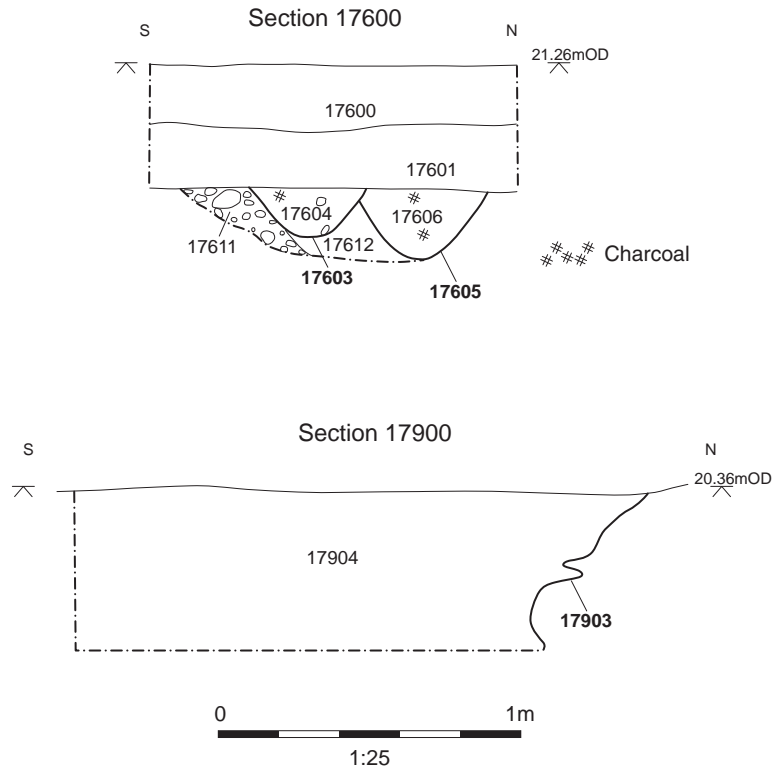 Section 17600
S
N
21.26mOD
17600
17601
17604
17606
17611
17612
17603
17605
Charcoal
Section 17900
S
N
20.36mOD
17904
17903
0
1m
1:25